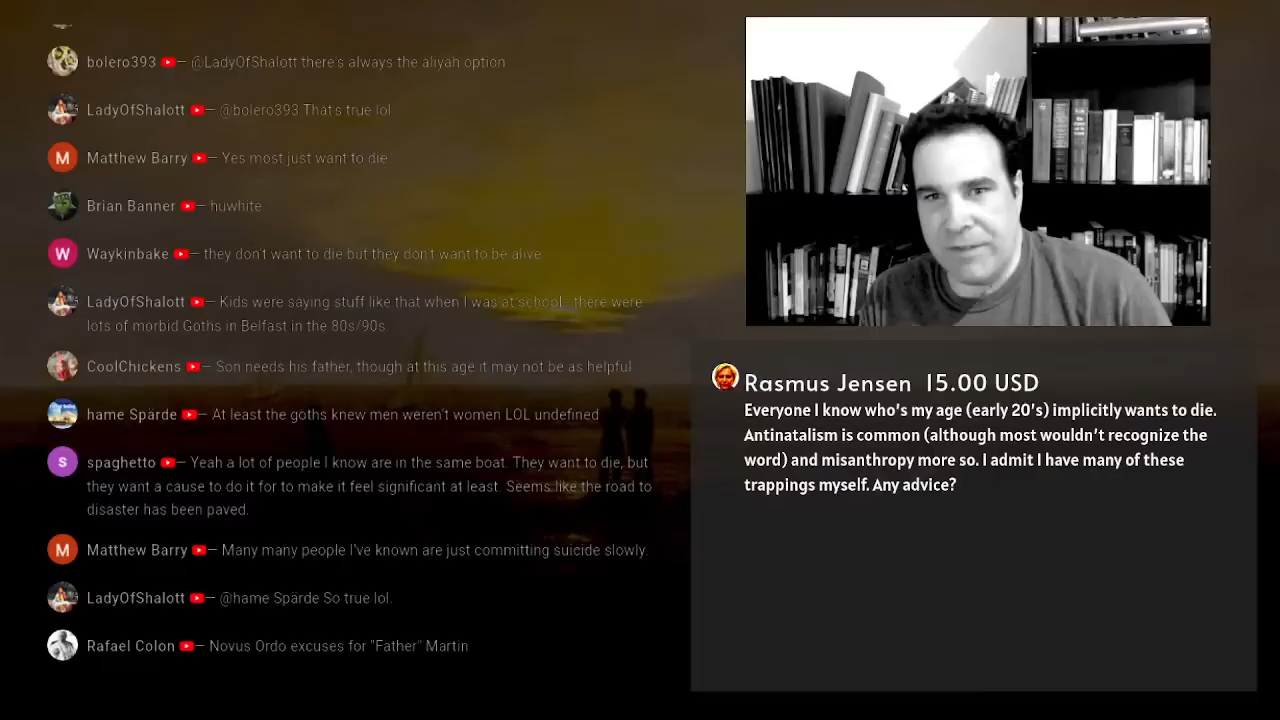 bolero393 — @LadyOfShalott there's always the aliyah option
LadyOfShalott — @bolero393 That's true lol
Matthew Barry — Yes most just want to die
Brian Banner — huwhite
Waykinbake — they don't want to die but they don't want to be alive
LadyOfShalott — Kids were saying stuff like that when I was at school—there were
lots of morbid Goths in Belfast in the 80s/90s.
CoolChickens — Son needs his father, though at this age it may not be as helpful
hame Spärde — At least the goths knew men weren't women LOL undefined
spaghetto — Yeah a lot of people I know are in the same boat. They want to die, but
they want a cause to do it for to make it feel significant at least. Seems like the road to
disaster has been paved.
Matthew Barry — Many many people I've known are just committing suicide slowly.
LadyOfShalott — @hame Spärde So true lol.
Rafael Colon — Novus Ordo excuses for "Father" Martin
M
W
S
M
Rasmus Jensen 15.00 USD
Everyone I know who's my age (early 20's) implicitly wants to die.
Antinatalism is common (although most wouldn't recognize the
word) and misanthropy more so. I admit I have many of these
trappings myself. Any advice?